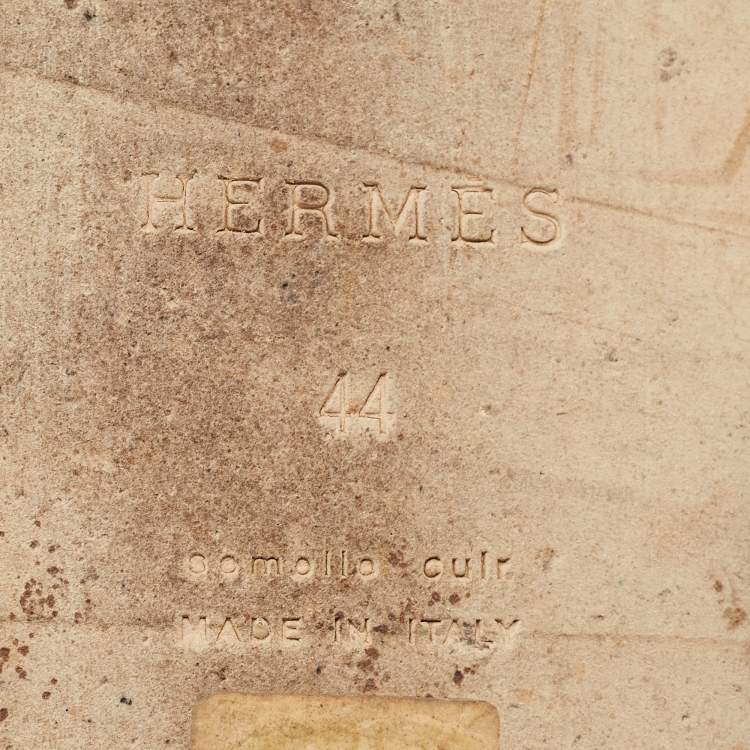 HERMÈS
44
semelle cuir
MADE IN ITALY